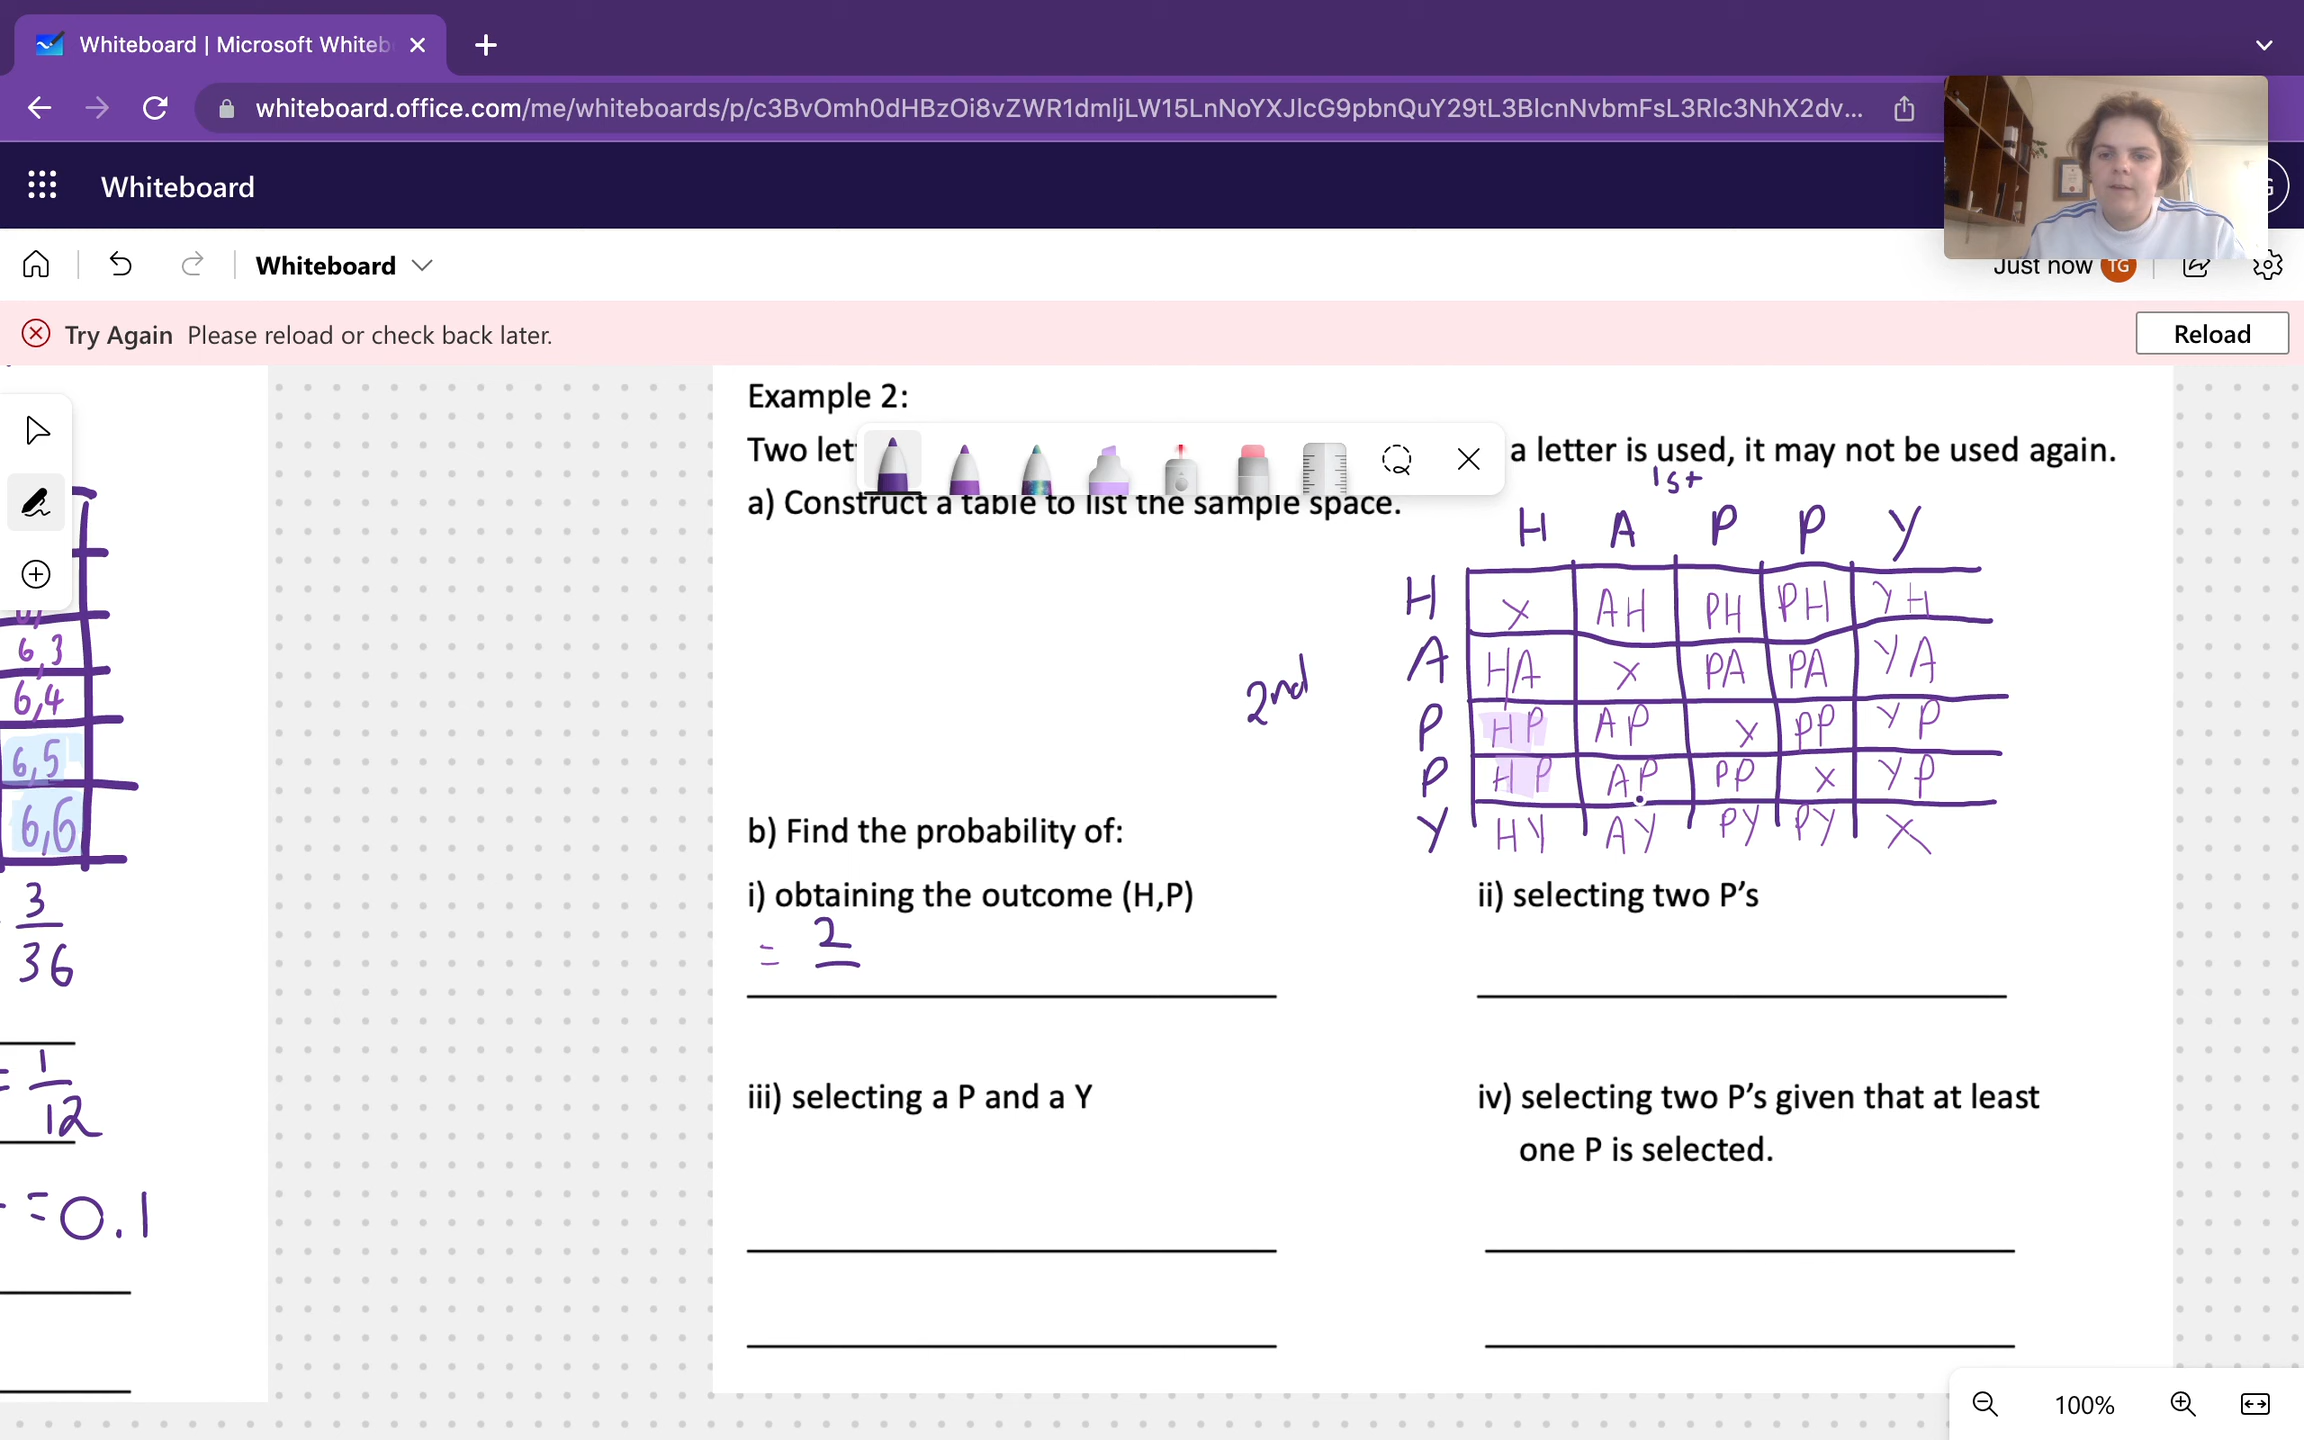 Whiteboard | Microsoft Whiteb
whiteboard.office.com/me/whiteboards/p/c3BvOmh0dHBzOi8vZWR1dmljLW15LnNoYXJlcG9pbnQuY29tL3BlcnNvbmFsL3Rlc3NhX2dv...
Whiteboard
G
Whiteboard
Just now TG
Try Again Please reload or check back later.
Reload
Example 2:
Two let a letter is used, it may not be used again.
a) Construct a table to list the sample space.
1st
H A P P Y
H X AH PH PH YH
A HA X PA PA YA
2nd
P HP AP X PP YP
P HP AP PP X YP
Y HY AY PY PY X
b) Find the probability of:
i) obtaining the outcome (H,P)
= 2
ii) selecting two P's
iii) selecting a P and a Y
iv) selecting two P's given that at least
one P is selected.
6,3
6,4
6,5
6,6
3
36
= 1
12
= 0.1
100%